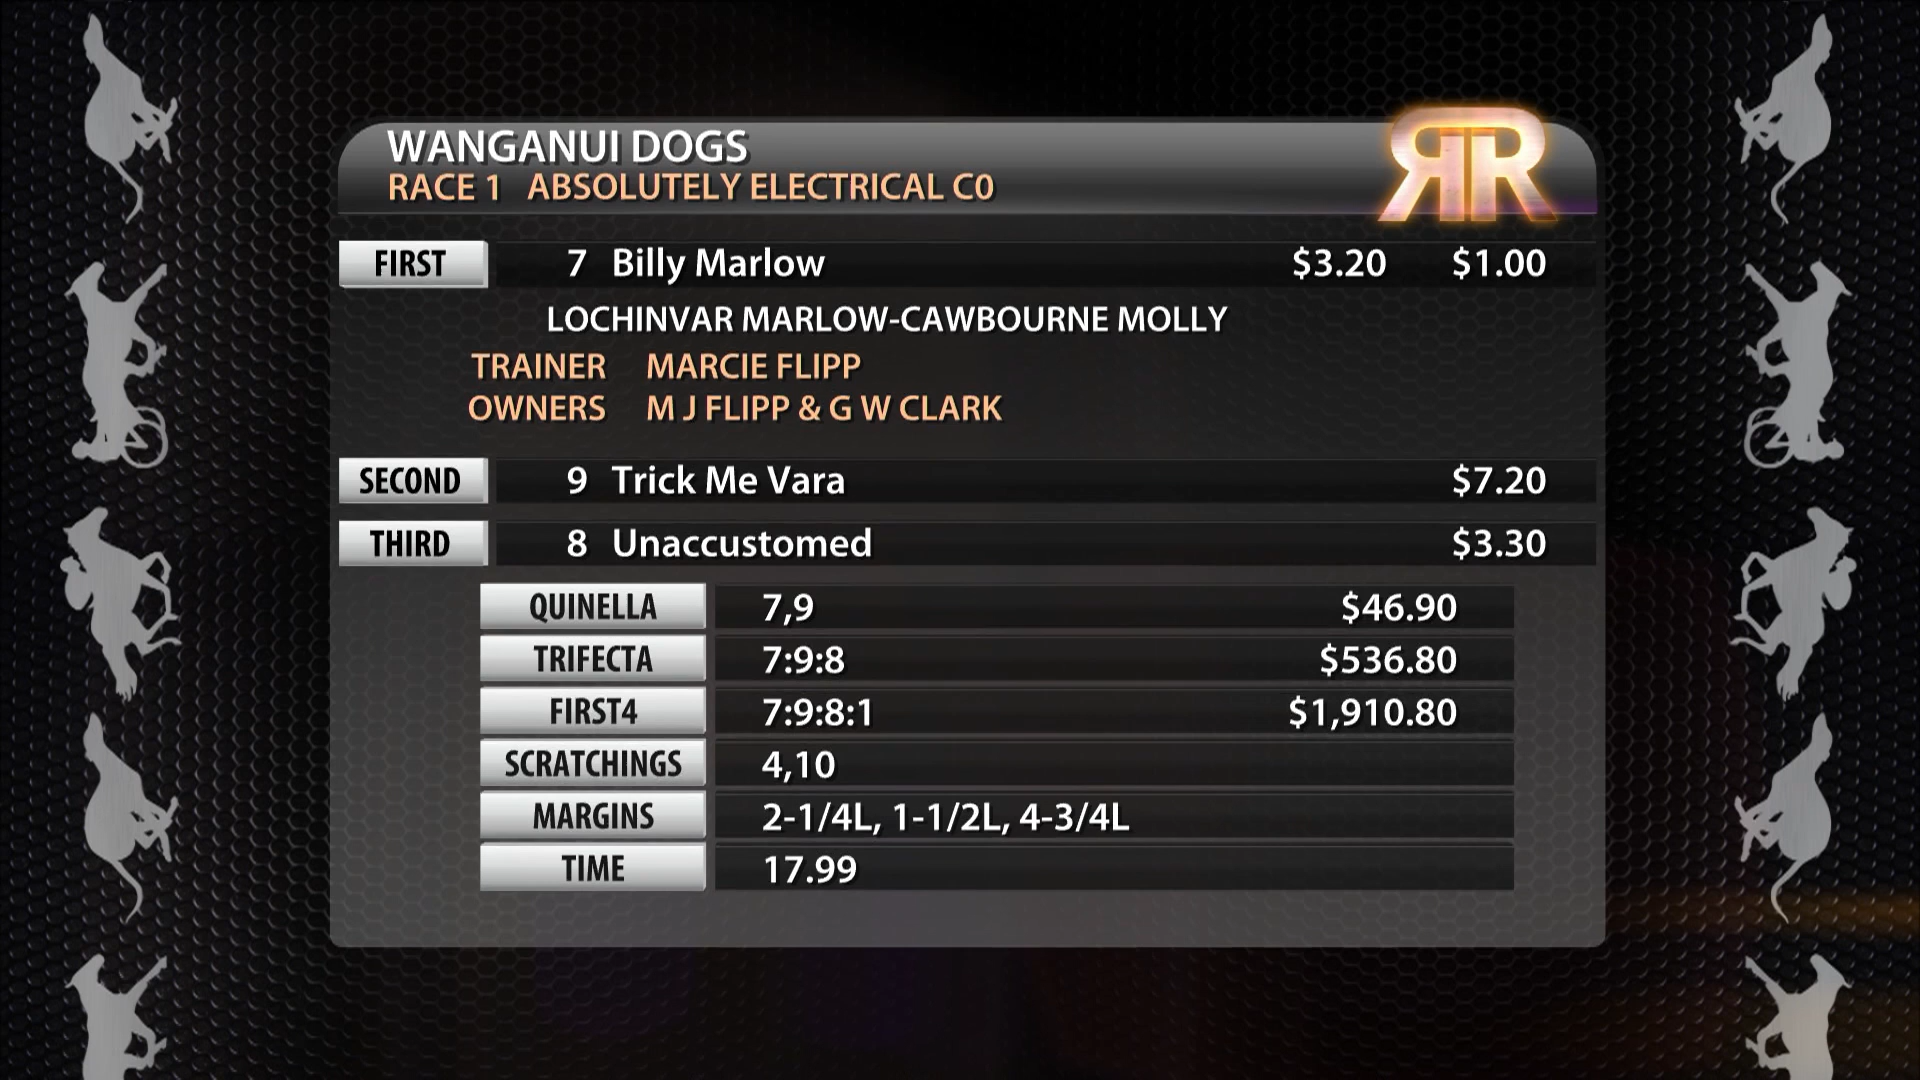 WANGANUI DOGS
RACE 1 ABSOLUTELY ELECTRICAL C0
FIRST 7 Billy Marlow $3.20 $1.00
LOCHINVAR MARLOW-CAWBOURNE MOLLY
TRAINER MARCIE FLIPP
OWNERS M J FLIPP & G W CLARK
SECOND 9 Trick Me Vara $7.20
THIRD 8 Unaccustomed $3.30
QUINELLA 7,9 $46.90
TRIFECTA 7:9:8 $536.80
FIRST4 7:9:8:1 $1,910.80
SCRATCHINGS 4,10
MARGINS 2-1/4L, 1-1/2L, 4-3/4L
TIME 17.99